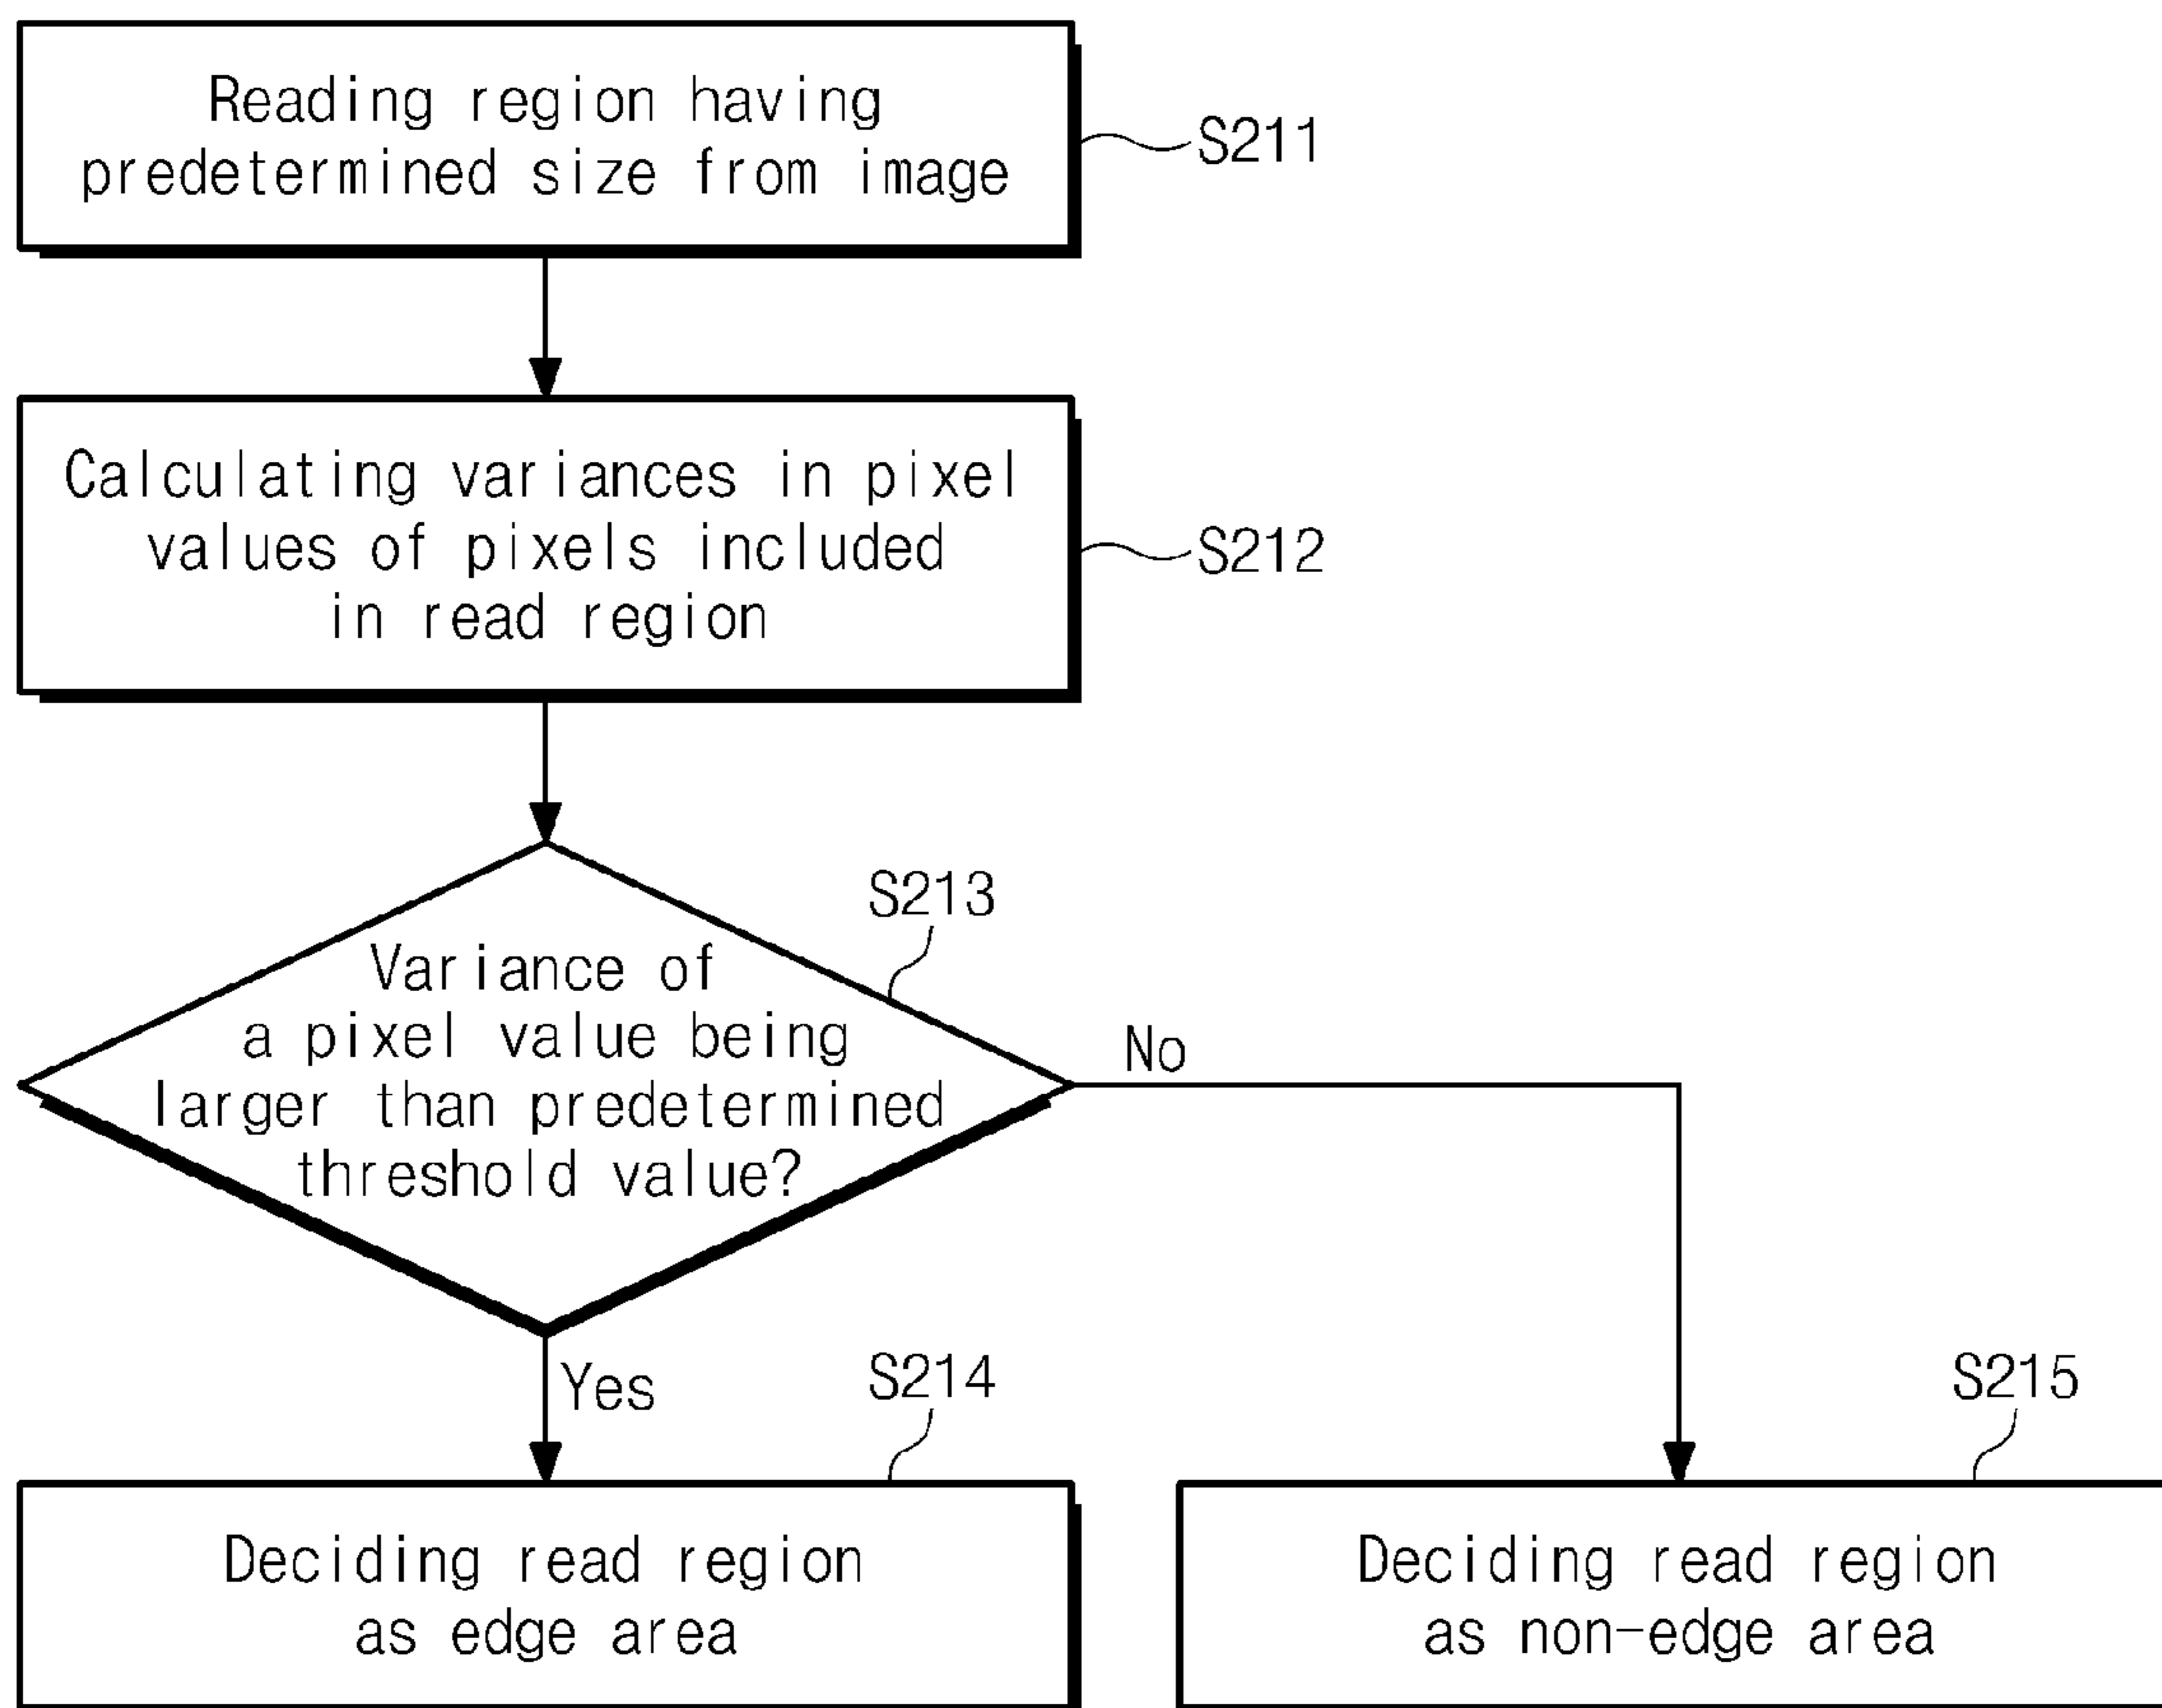 Reading region having
predetermined size from image
S211
Calculating variances in pixel
values of pixels included
in read region
S212
S213
Variance of
a pixel value being
larger than predetermined
threshold value?
No
Yes
S214
Deciding read region
as edge area
S215
Deciding read region
as non-edge area